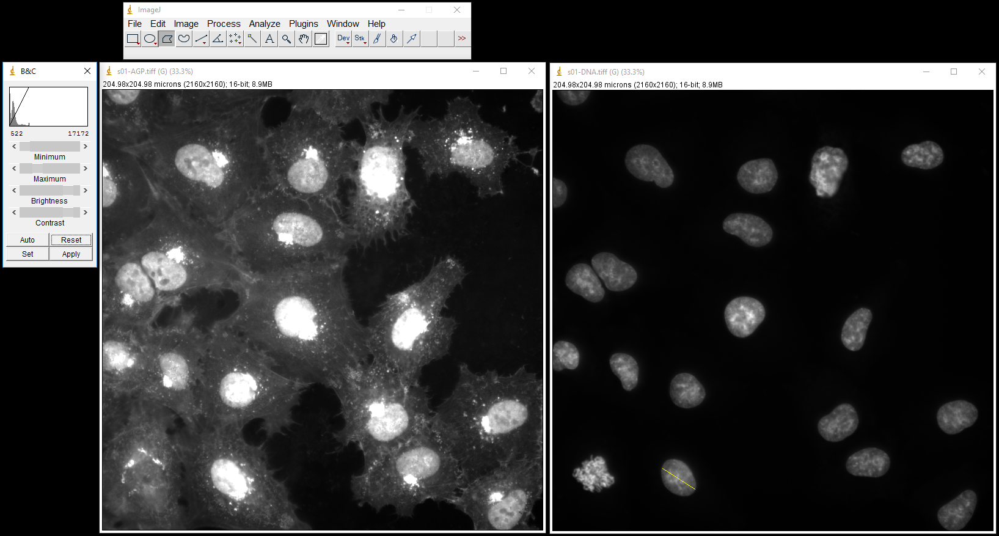 ImageJ
File Edit Image Process Analyze Plugins Window Help
A Dev Stk >>
B&C
522 17172
Minimum
Maximum
Brightness
Contrast
Auto Reset
Set Apply
s01-AGP.tiff (G) (33.3%)
204.98x204.98 microns (2160x2160); 16-bit; 8.9MB
s01-DNA.tiff (G) (33.3%)
204.98x204.98 microns (2160x2160); 16-bit; 8.9MB